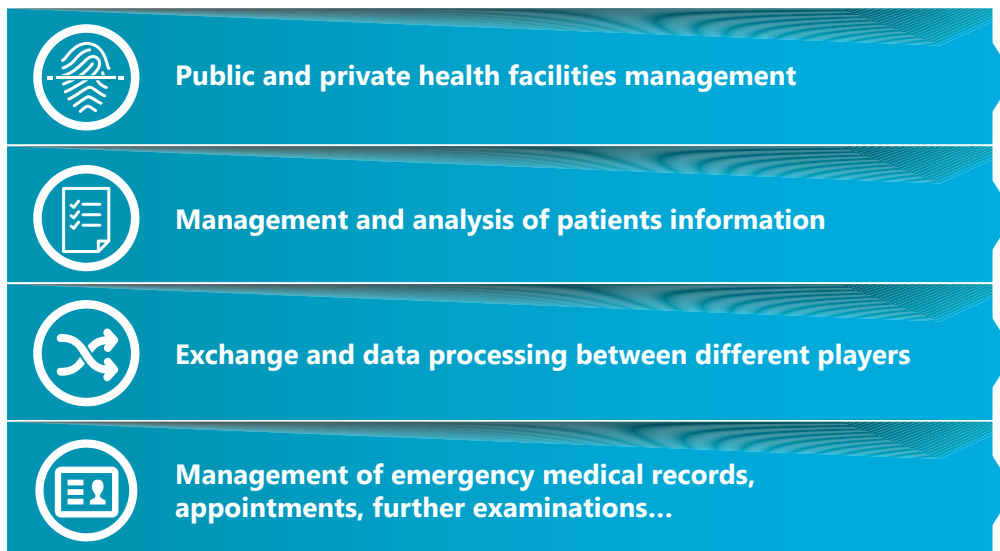 Public and private health facilities management
Management and analysis of patients information
Exchange and data processing between different players
Management of emergency medical records,
appointments, further examinations…